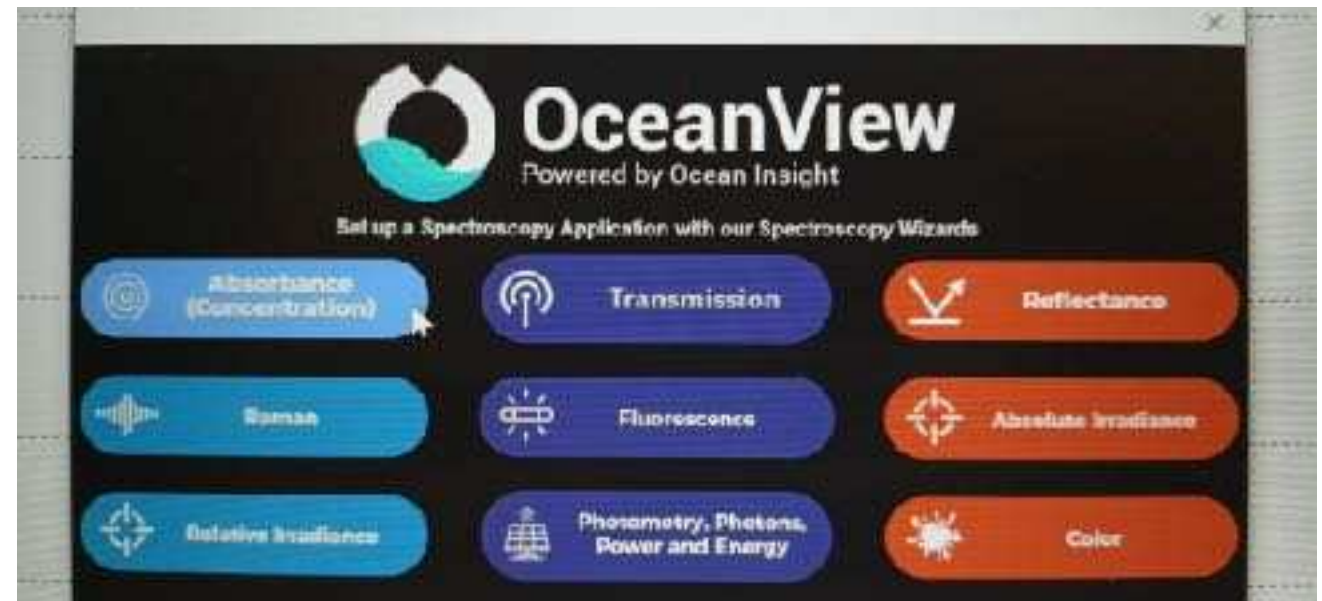 OceanView
Powered by Ocean Insight
Set up a Spectroscopy Application with our Spectroscopy Wizards
Absorbance
(Concentration)
Transmission
Reflectance
Raman
Fluorescence
Absolute Irradiance
Relative Irradiance
Photometry, Photons,
Power and Energy
Color